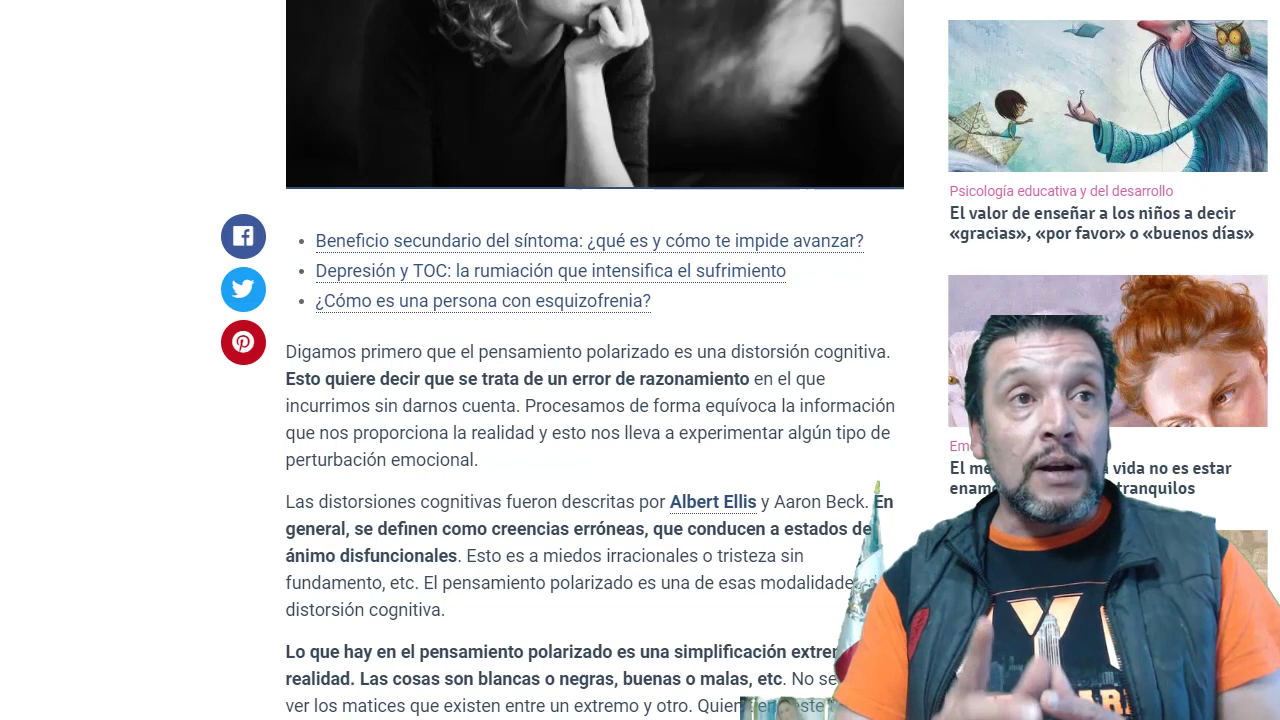 Beneficio secundario del síntoma: ¿qué es y cómo te impide avanzar?
Depresión y TOC: la rumiación que intensifica el sufrimiento
¿Cómo es una persona con esquizofrenia?
Digamos primero que el pensamiento polarizado es una distorsión cognitiva.
Esto quiere decir que se trata de un error de razonamiento en el que
incurrimos sin darnos cuenta. Procesamos de forma equívoca la información
que nos proporciona la realidad y esto nos lleva a experimentar algún tipo de
perturbación emocional.
Las distorsiones cognitivas fueron descritas por Albert Ellis y Aaron Beck. En
general, se definen como creencias erróneas, que conducen a estados de
ánimo disfuncionales. Esto es a miedos irracionales o tristeza sin
fundamento, etc. El pensamiento polarizado es una de esas modalidade
distorsión cognitiva.
Lo que hay en el pensamiento polarizado es una simplificación extre
realidad. Las cosas son blancas o negras, buenas o malas, etc. No se
ver los matices que existen entre un extremo y otro. Quien
Psicología educativa y del desarrollo
El valor de enseñar a los niños a decir
«gracias», «por favor» o «buenos días»
El vida no es estar
tranquilos